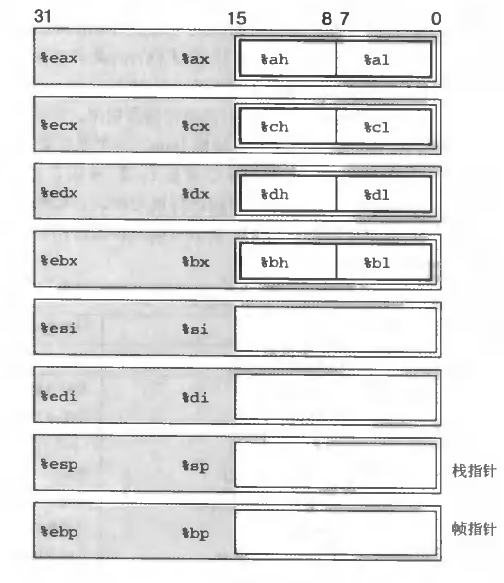 31 15 8 7 0
%eax %ax %ah %al
%ecx %cx %ch %cl
%edx %dx %dh %dl
%ebx %bx %bh %bl
%esi %si
%edi %di
%esp %sp 栈指针
%ebp %bp 帧指针